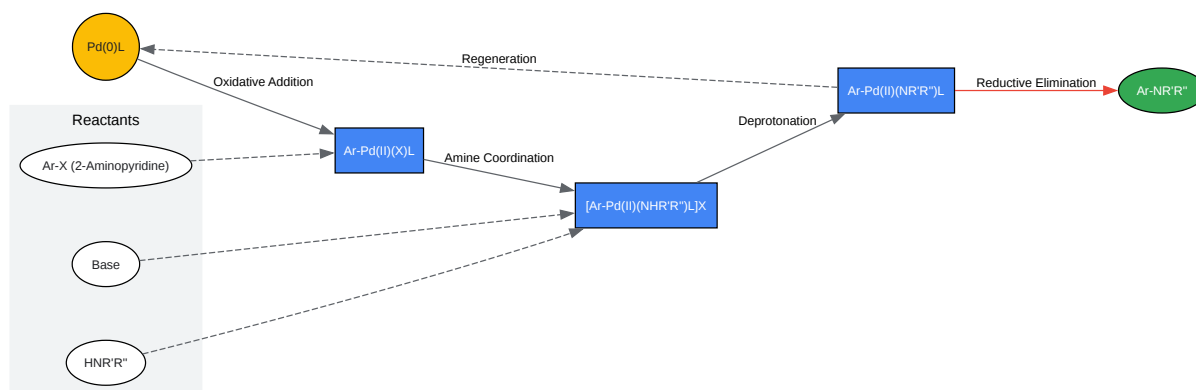 Pd(0)L
Regeneration
Oxidative Addition
Ar-Pd(II)(NR'R")L
Reductive Elimination
Ar-NR'R"
Reactants
Deprotonation
Ar-X (2-Aminopyridine)
Ar-Pd(II)(X)L
Amine Coordination
[Ar-Pd(II)(NHR'R")L]X
Base
HNR'R"